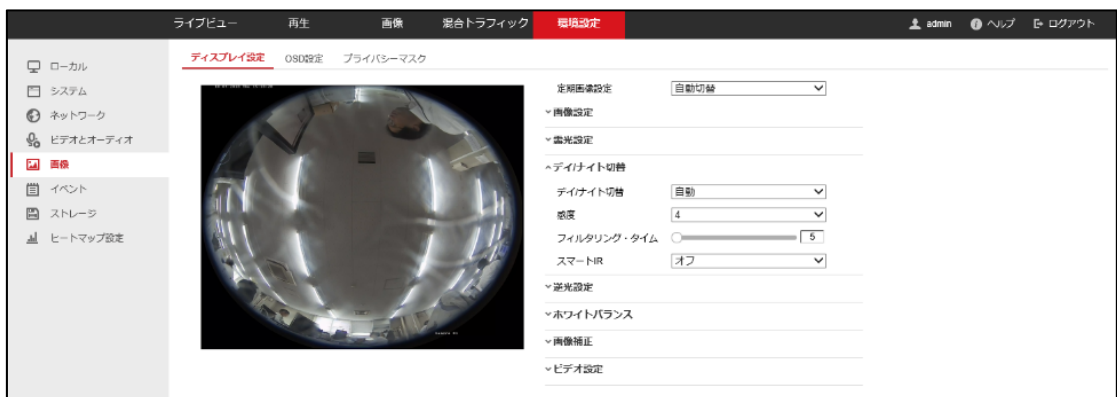 ライブビュー 再生 画像 混合トラフィック 環境設定 admin ヘルプ ログアウト
ローカル
システム
ネットワーク
ビデオとオーディオ
画像
イベント
ストレージ
ヒートマップ設定
ディスプレイ設定 OSD設定 プライバシーマスク
定期画像設定 自動切替
画像設定
露光設定
デイ/ナイト切替
デイ/ナイト切替 自動
感度 4
フィルタリング・タイム 5
スマートIR オフ
逆光設定
ホワイトバランス
画像補正
ビデオ設定